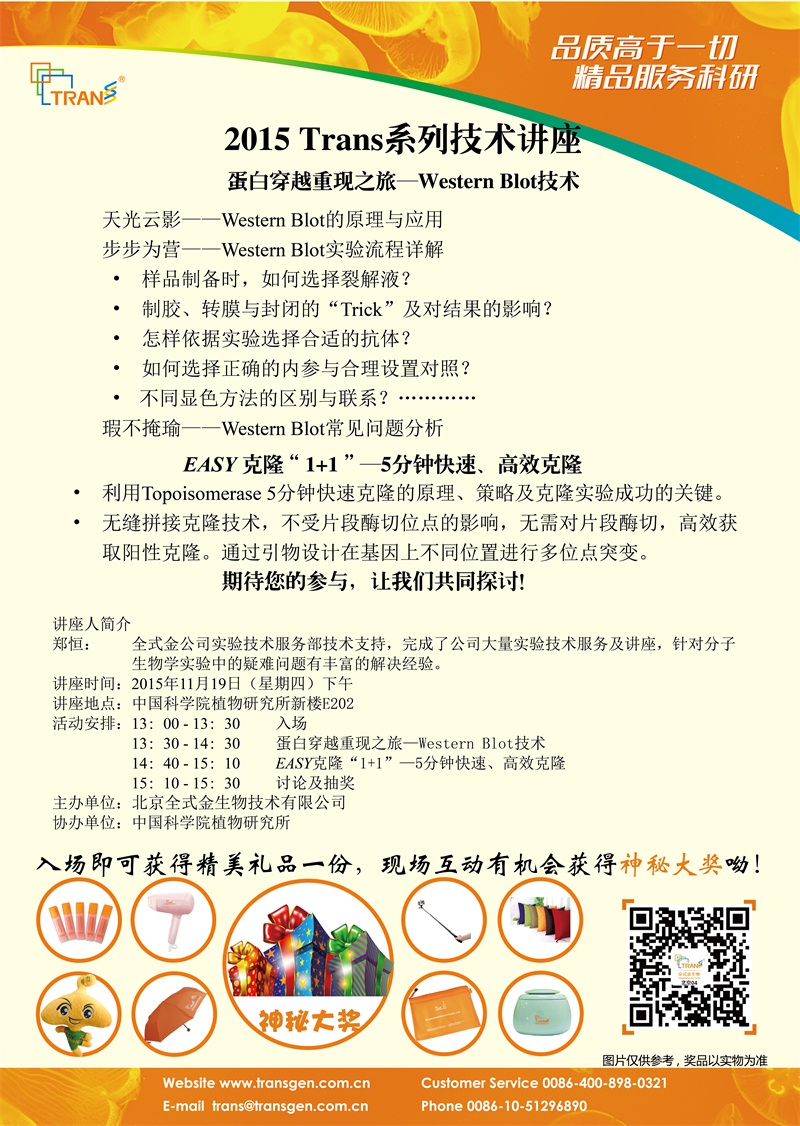 品质高于一切
精品服务科研
TRANS®
2015 Trans系列技术讲座
蛋白穿越重现之旅—Western Blot技术
天光云影——Western Blot的原理与应用
步步为营——Western Blot实验流程详解
• 样品制备时，如何选择裂解液？
• 制胶、转膜与封闭的“Trick”及对结果的影响？
• 怎样依据实验选择合适的抗体？
• 如何选择正确的内参与合理设置对照？
• 不同显色方法的区别与联系？…………
瑕不掩瑜——Western Blot常见问题分析
EASY 克隆“1+1”—5分钟快速、高效克隆
• 利用Topoisomerase 5分钟快速克隆的原理、策略及克隆实验成功的关键。
• 无缝拼接克隆技术，不受片段酶切位点的影响，无需对片段酶切，高效获
取阳性克隆。通过引物设计在基因上不同位置进行多位点突变。
期待您的参与，让我们共同探讨!
讲座人简介
郑恒： 全式金公司实验技术服务部技术支持，完成了公司大量实验技术服务及讲座，针对分子
生物学实验中的疑难问题有丰富的解决经验。
讲座时间：2015年11月19日（星期四）下午
讲座地点：中国科学院植物研究所新楼E202
活动安排：13：00 - 13：30 入场
13：30 - 14：30 蛋白穿越重现之旅—Western Blot技术
14：40 - 15：10 EASY克隆“1+1”—5分钟快速、高效克隆
15：10 - 15：30 讨论及抽奖
主办单位：北京全式金生物技术有限公司
协办单位：中国科学院植物研究所
入场即可获得精美礼品一份，现场互动有机会获得神秘大奖呦！
神秘大奖
TRANS
北京04
图片仅供参考，奖品以实物为准
Website www.transgen.com.cn Customer Service 0086-400-898-0321
E-mail trans@transgen.com.cn Phone 0086-10-51296890